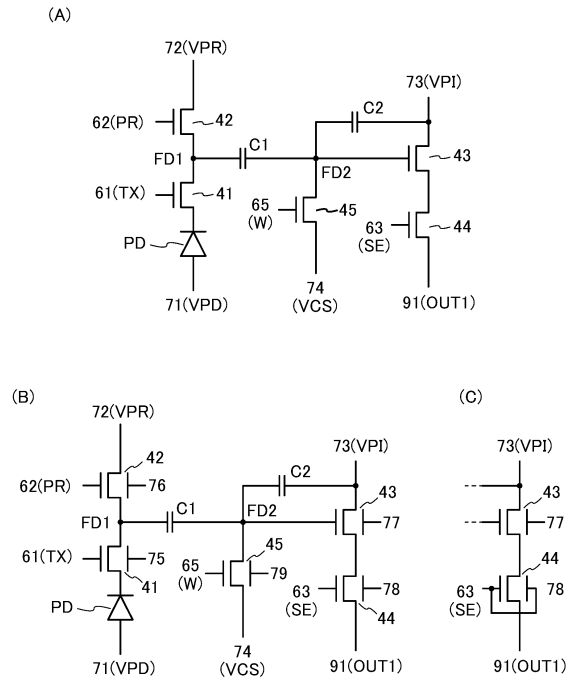 (A)
72(VPR)
73(VPI)
C2
62(PR)
42
C1
43
FD1
FD2
61(TX)
41
65
(W)
45
63
(SE)
44
PD
71(VPD)
74
(VCS)
91(OUT1)
(B)
(C)
72(VPR)
73(VPI)
73(VPI)
42
C2
62(PR)
76
C1
43
43
FD1
FD2
77
77
61(TX)
75
45
44
65
(W)
79
63
(SE)
78
63
(SE)
78
41
44
PD
74
(VCS)
71(VPD)
91(OUT1)
91(OUT1)